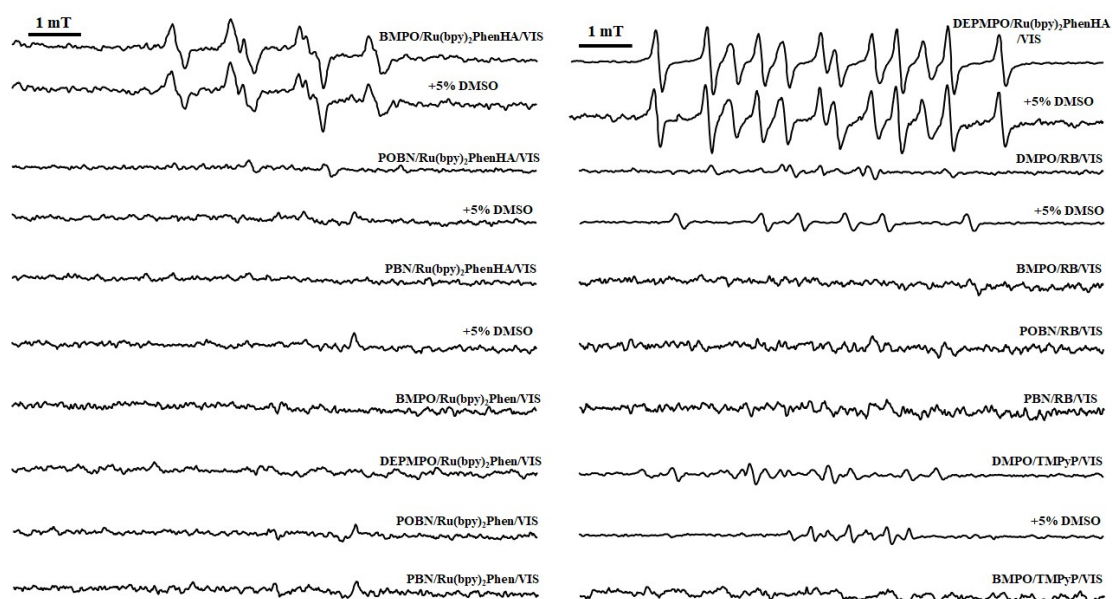 1 mT
BMPO/Ru(bpy)₂PhenHA/VIS
+5% DMSO
POBN/Ru(bpy)₂PhenHA/VIS
+5% DMSO
PBN/Ru(bpy)₂PhenHA/VIS
+5% DMSO
BMPO/Ru(bpy)₂Phen/VIS
DEPMPO/Ru(bpy)₂Phen/VIS
POBN/Ru(bpy)₂Phen/VIS
PBN/Ru(bpy)₂Phen/VIS
1 mT
DEPMPO/Ru(bpy)₂PhenHA
/VIS
+5% DMSO
DMPO/RB/VIS
+5% DMSO
BMPO/RB/VIS
POBN/RB/VIS
PBN/RB/VIS
DMPO/TMPyP/VIS
+5% DMSO
BMPO/TMPyP/VIS